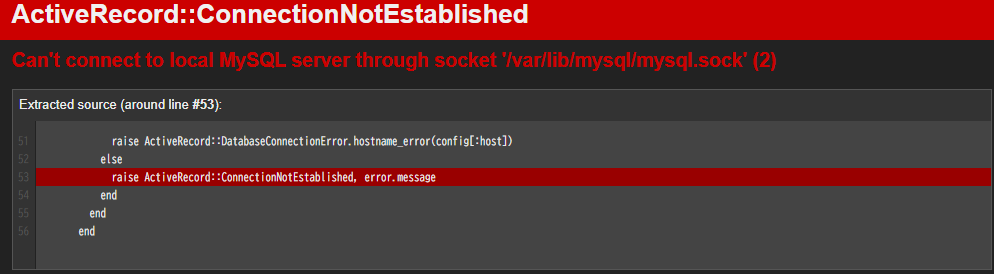 ActiveRecord::ConnectionNotEstablished
Can't connect to local MySQL server through socket '/var/lib/mysql/mysql.sock' (2)
Extracted source (around line #53):
51 raise ActiveRecord::DatabaseConnectionError.hostname_error(config[:host])
52 else
53 raise ActiveRecord::ConnectionNotEstablished, error.message
54 end
55 end
56 end